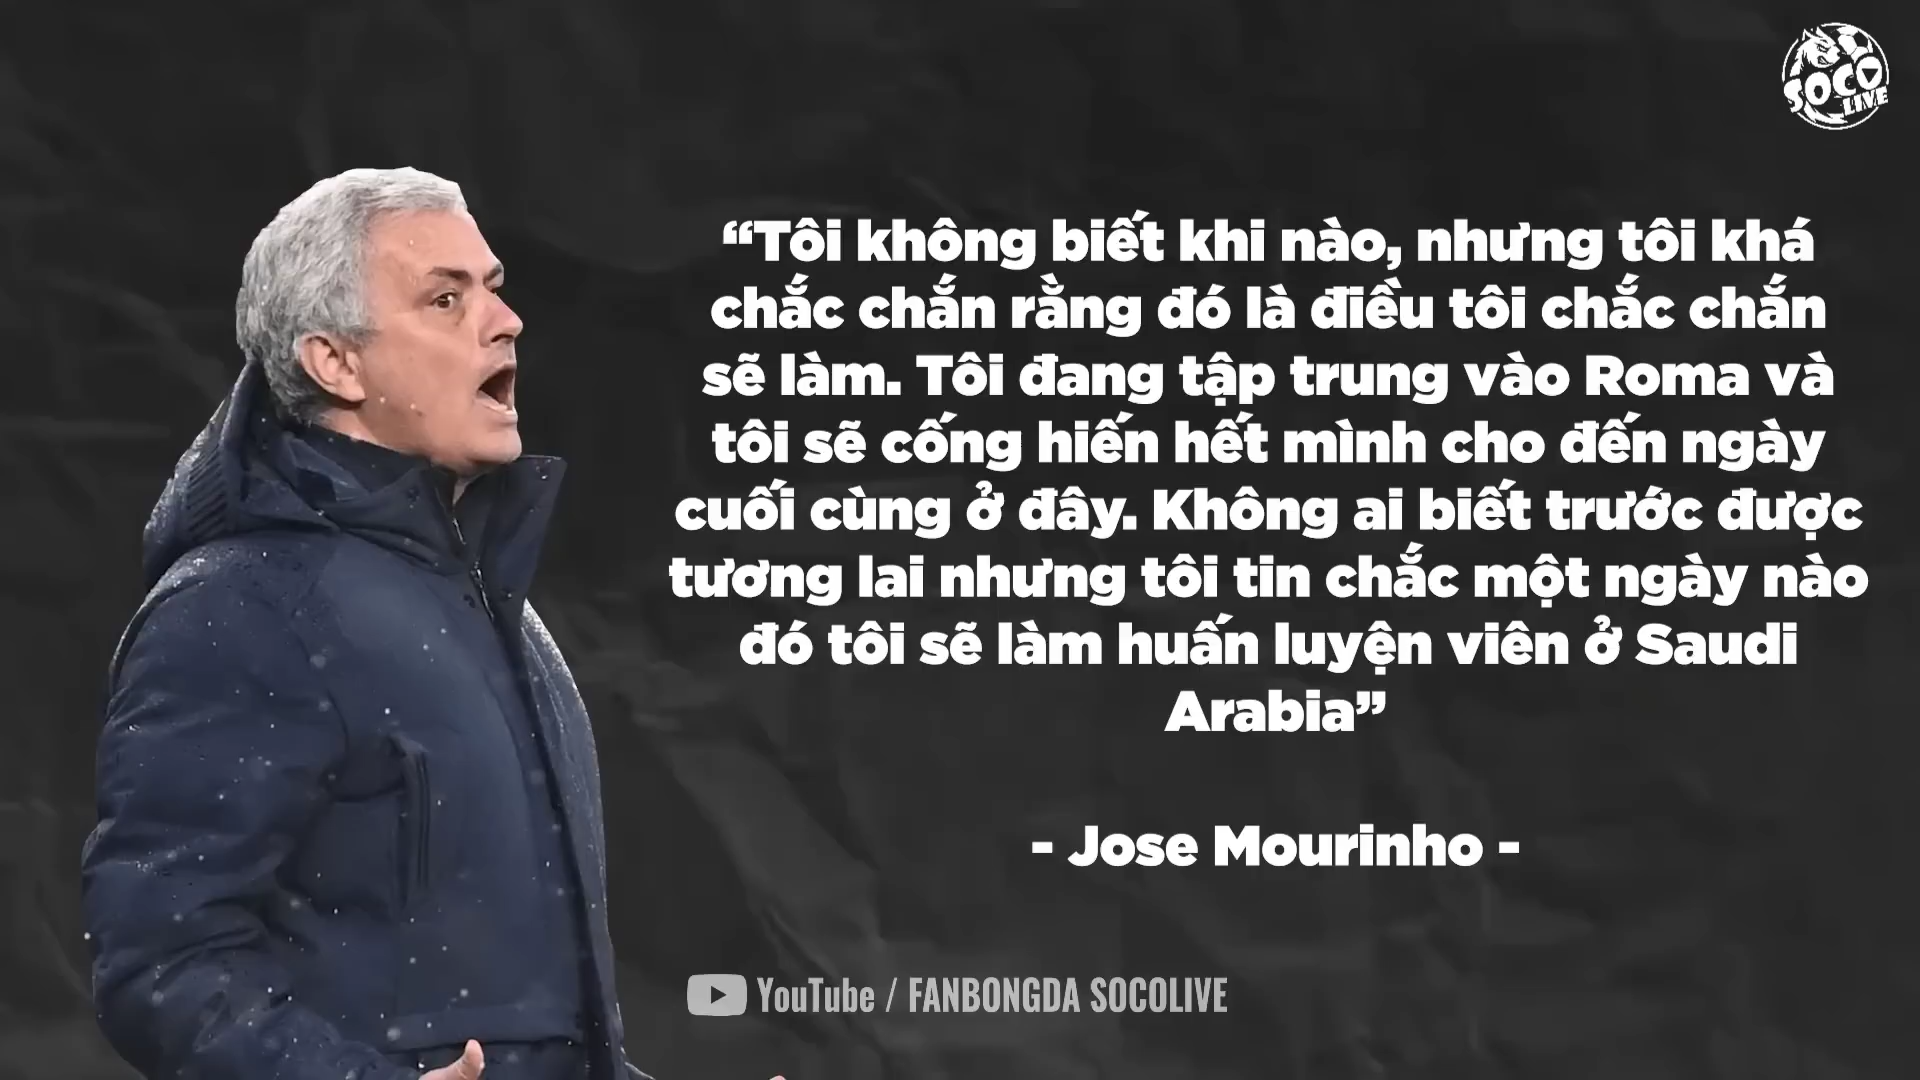 SOCO
LIVE
“Tôi không biết khi nào, nhưng tôi khá
chắc chắn rằng đó là điều tôi chắc chắn
sẽ làm. Tôi đang tập trung vào Roma và
tôi sẽ cống hiến hết mình cho đến ngày
cuối cùng ở đây. Không ai biết trước được
tương lai nhưng tôi tin chắc một ngày nào
đó tôi sẽ làm huấn luyện viên ở Saudi
Arabia”
- Jose Mourinho -
YouTube / FANBONGDA SOCOLIVE